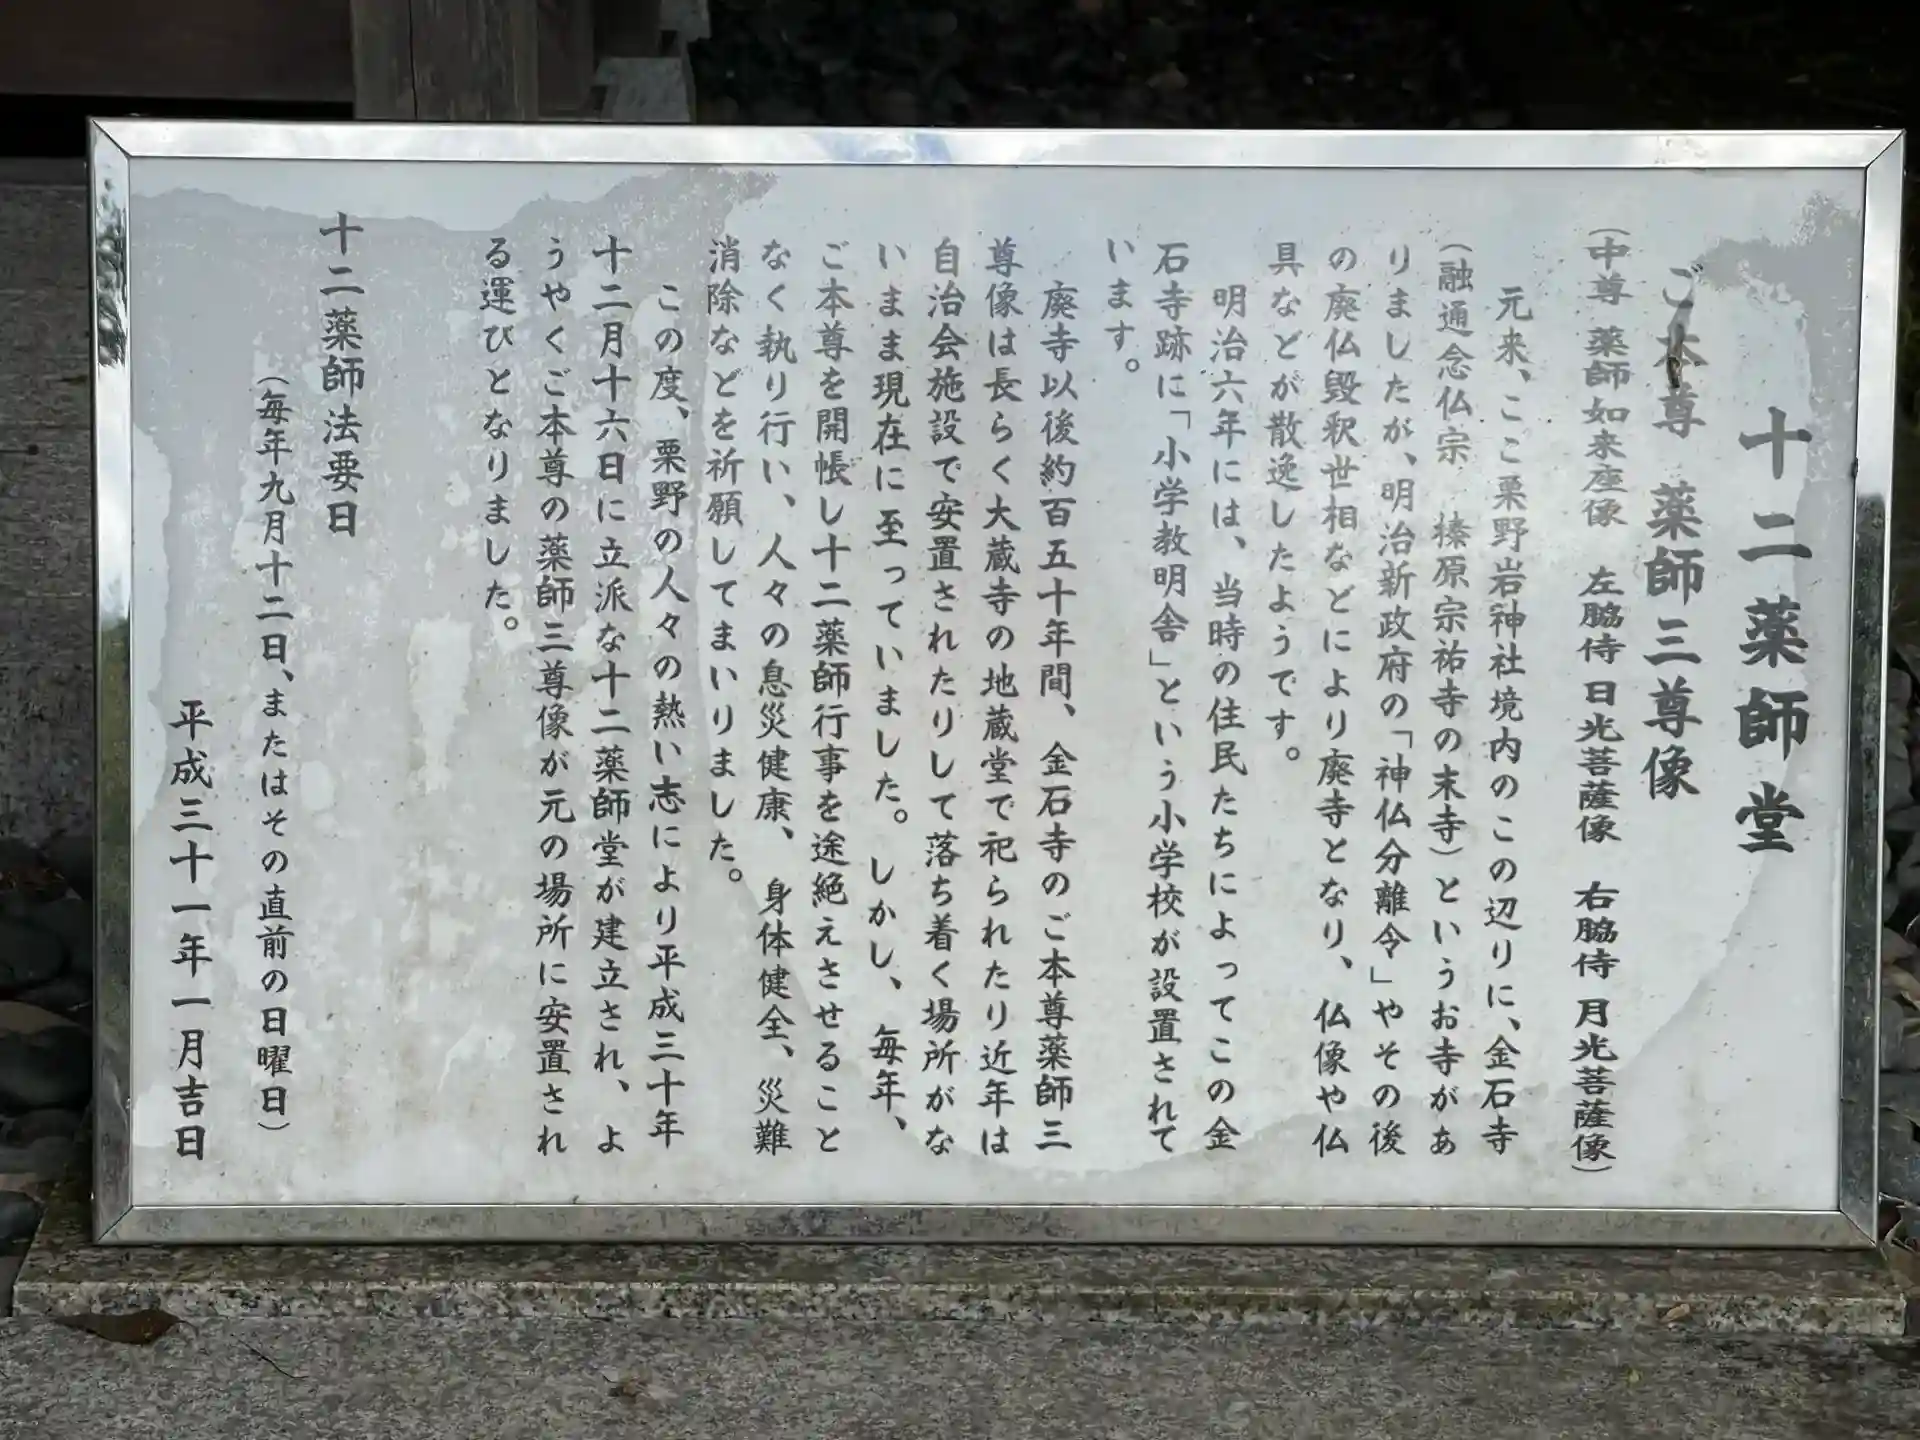 十二薬師堂
ご本尊 薬師三尊像
(中尊 薬師如来座像 左脇侍 日光菩薩像 右脇侍 月光菩薩像)
元来、ここ栗野岩神社境内のこの辺りに、金石寺
(融通念仏宗 榛原宗祐寺の末寺)というお寺があ
りましたが、明治新政府の「神仏分離令」やその後
の廃仏毀釈世相などにより廃寺となり、仏像や仏
具などが散逸したようです。
明治六年には、当時の住民たちによってこの金
石寺跡に「小学教明舎」という小学校が設置されて
います。
廃寺以後約百五十年間、金石寺のご本尊薬師三
尊像は長らく大蔵寺の地蔵堂で祀られたり近年は
自治会施設で安置されたりして落ち着く場所がな
いまま現在に至っていました。しかし、毎年、
ご本尊を開帳し十二薬師行事を途絶えさせること
なく執り行い、人々の息災健康、身体健全、災難
消除などを祈願してまいりました。
この度、栗野の人々の熱い志により平成三十年
十二月十六日に立派な十二薬師堂が建立され、よ
うやくご本尊の薬師三尊像が元の場所に安置され
る運びとなりました。
十二薬師法要日
(毎年九月十二日、またはその直前の日曜日)
平成三十一年一月吉日